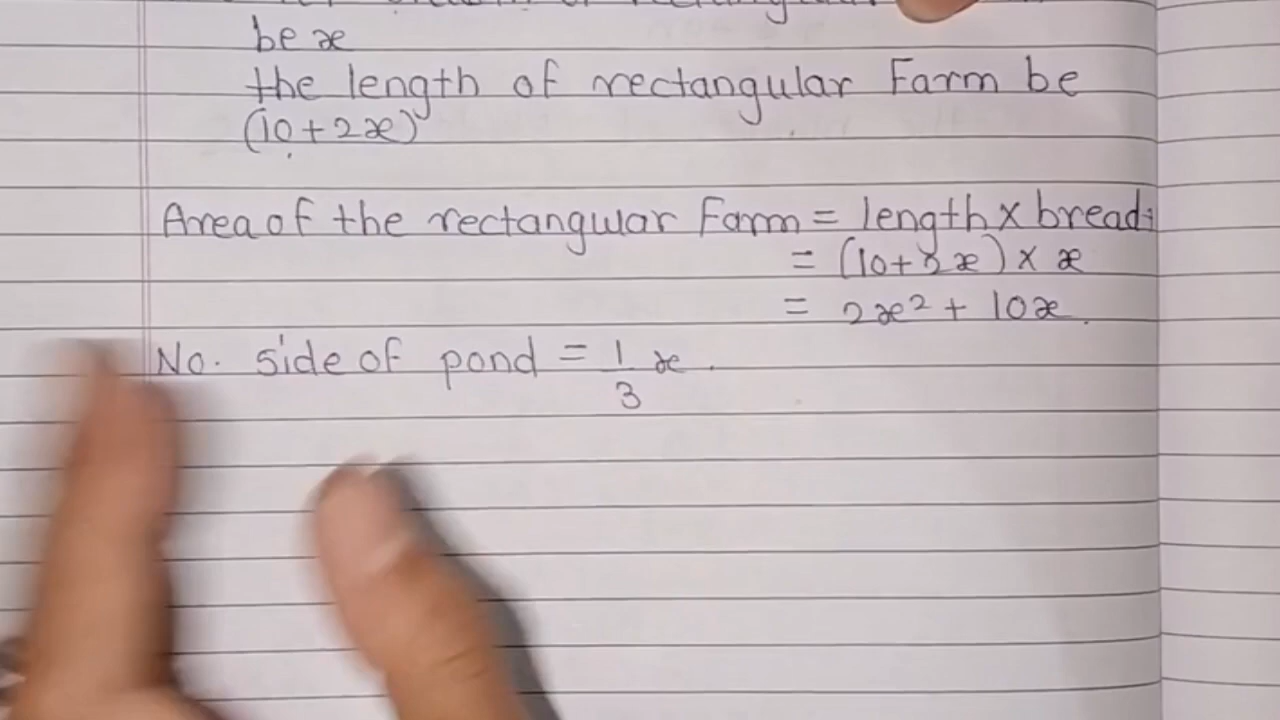 be x
the length of rectangular Farm be
(10+2x)
Area of the rectangular Farm = length × bread
= (10+2x) × x
= 2x² + 10x.
No. side of pond = 1/3 x.